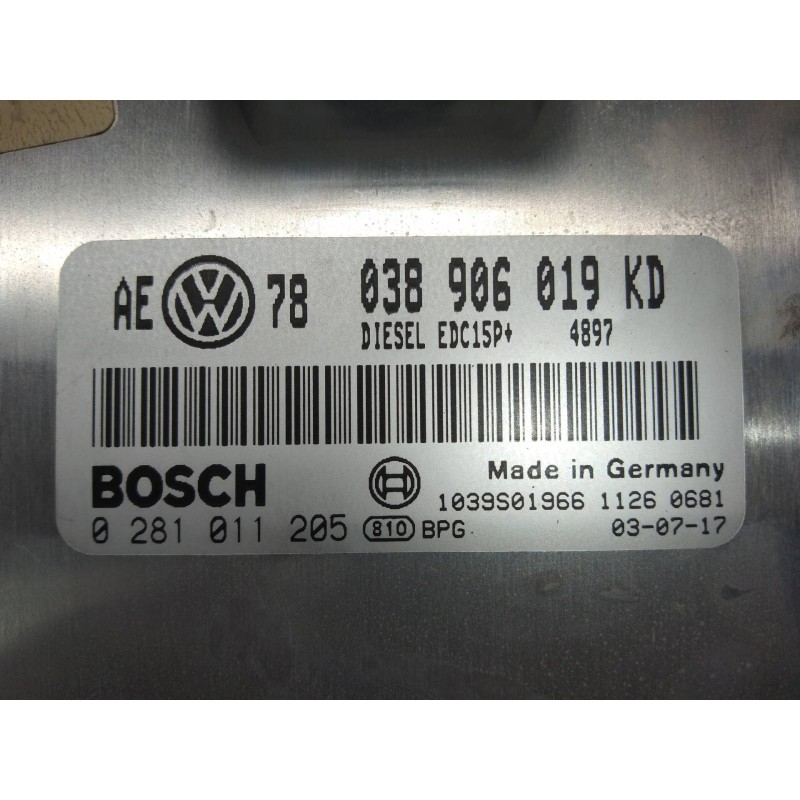 AE VW 78 038 906 019 KD
DIESEL EDC15P+ 4897
BOSCH Made in Germany
1039S01966 1126 0681
0 281 011 205 810 BPG 03-07-17